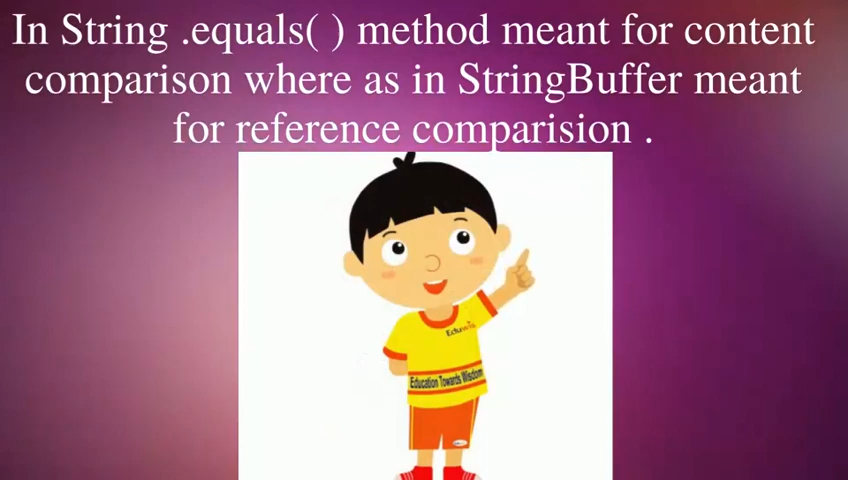 In String .equals( ) method meant for content
comparison where as in StringBuffer meant
for reference comparision .
Eduwis
Education Towards Wisdom